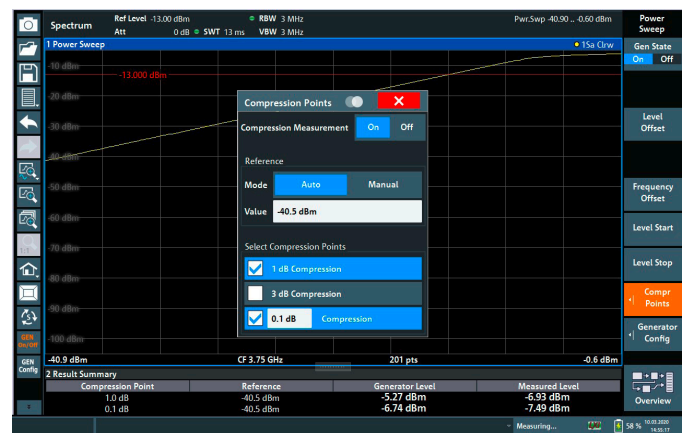 Spectrum Ref Level -13.00 dBm RBW 3 MHz Pwr.Swp -40.90 .. -0.60 dBm
Att 0 dB SWT 13 ms VBW 3 MHz
Power Sweep
1 Power Sweep 1Sa Clrw
Gen State
On Off
-10 dBm
-13.000 dBm
-20 dBm
-30 dBm
-40 dBm
-50 dBm
-60 dBm
-70 dBm
-80 dBm
-90 dBm
-100 dBm
Compression Points
Compression Measurement On Off
Reference
Mode Auto Manual
Value -40.5 dBm
Select Compression Points
1 dB Compression
3 dB Compression
0.1 dB Compression
Level Offset
Frequency Offset
Level Start
Level Stop
Compr Points
Generator Config
Overview
1/1
GEN On/Off
GEN Config
-40.9 dBm CF 3.75 GHz 201 pts -0.6 dBm
2 Result Summary
Compression Point Reference Generator Level Measured Level
1.0 dB -40.5 dBm -5.27 dBm -6.93 dBm
0.1 dB -40.5 dBm -6.74 dBm -7.49 dBm
Measuring... 58 % 10.03.2020
14:55:17